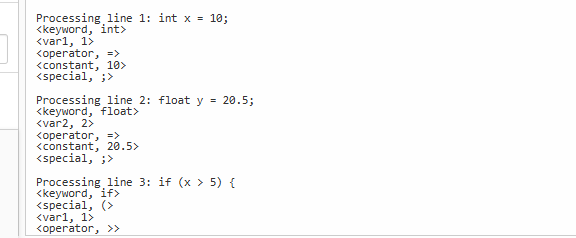 Processing line 1: int x = 10;
<keyword, int>
<var1, 1>
<operator, =>
<constant, 10>
<special, ;>
Processing line 2: float y = 20.5;
<keyword, float>
<var2, 2>
<operator, =>
<constant, 20.5>
<special, ;>
Processing line 3: if (x > 5) {
<keyword, if>
<special, (>
<var1, 1>
<operator, >>